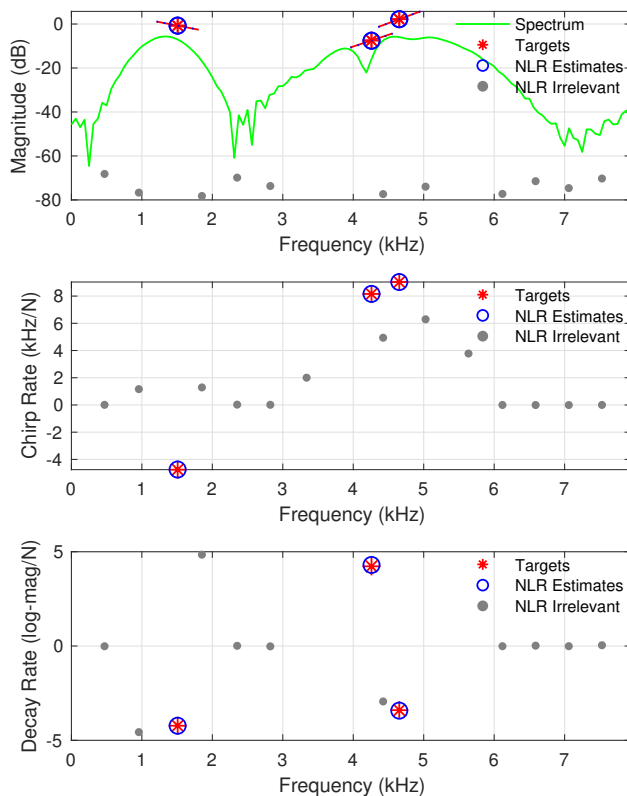 0
-20
-40
-60
-80
Magnitude (dB)
Spectrum
Targets
NLR Estimates
NLR Irrelevant
0 1 2 3 4 5 6 7
Frequency (kHz)
8
6
4
2
0
-2
-4
Chirp Rate (kHz/N)
Targets
NLR Estimates
NLR Irrelevant
0 1 2 3 4 5 6 7
Frequency (kHz)
5
0
-5
Decay Rate (log-mag/N)
Targets
NLR Estimates
NLR Irrelevant
0 1 2 3 4 5 6 7
Frequency (kHz)